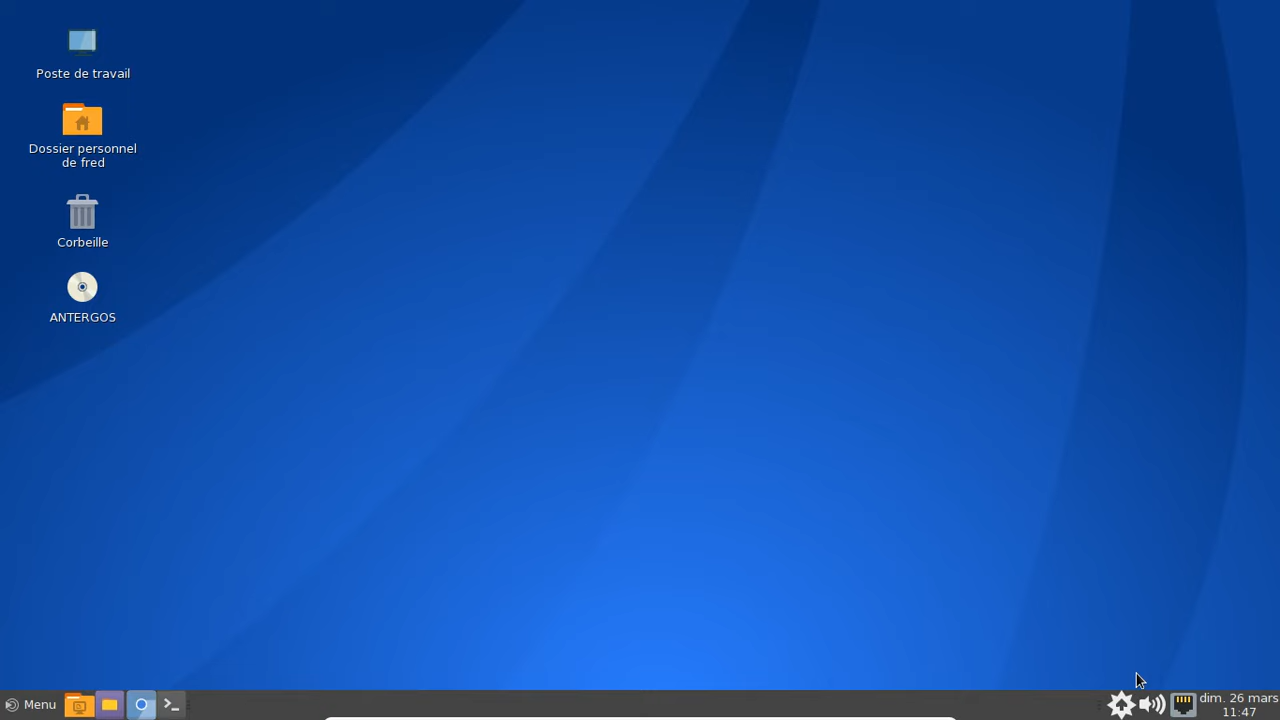 Poste de travail
Dossier personnel
de fred
Corbeille
ANTERGOS
Menu
dim. 26 mars
11:47